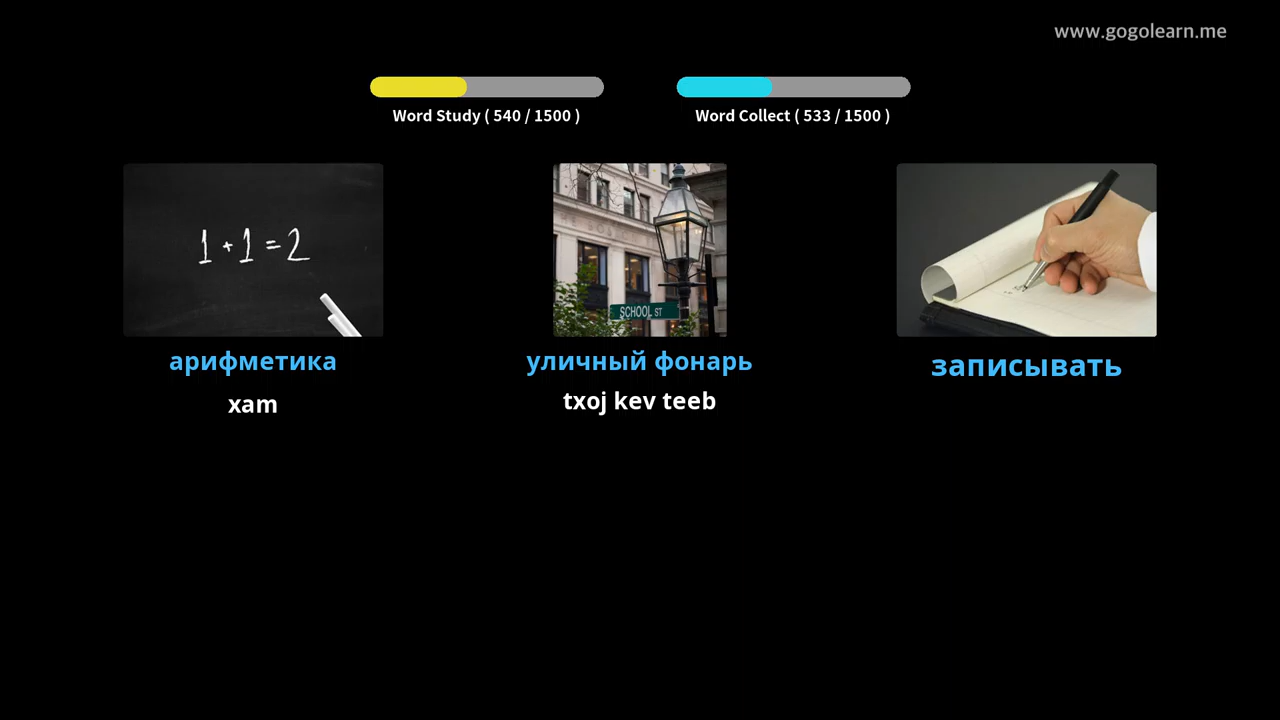 www.gogolearn.me
Word Study ( 540 / 1500 )
Word Collect ( 533 / 1500 )
1 + 1 = 2
SCHOOL ST
арифметика
уличный фонарь
записывать
xam
txoj kev teeb